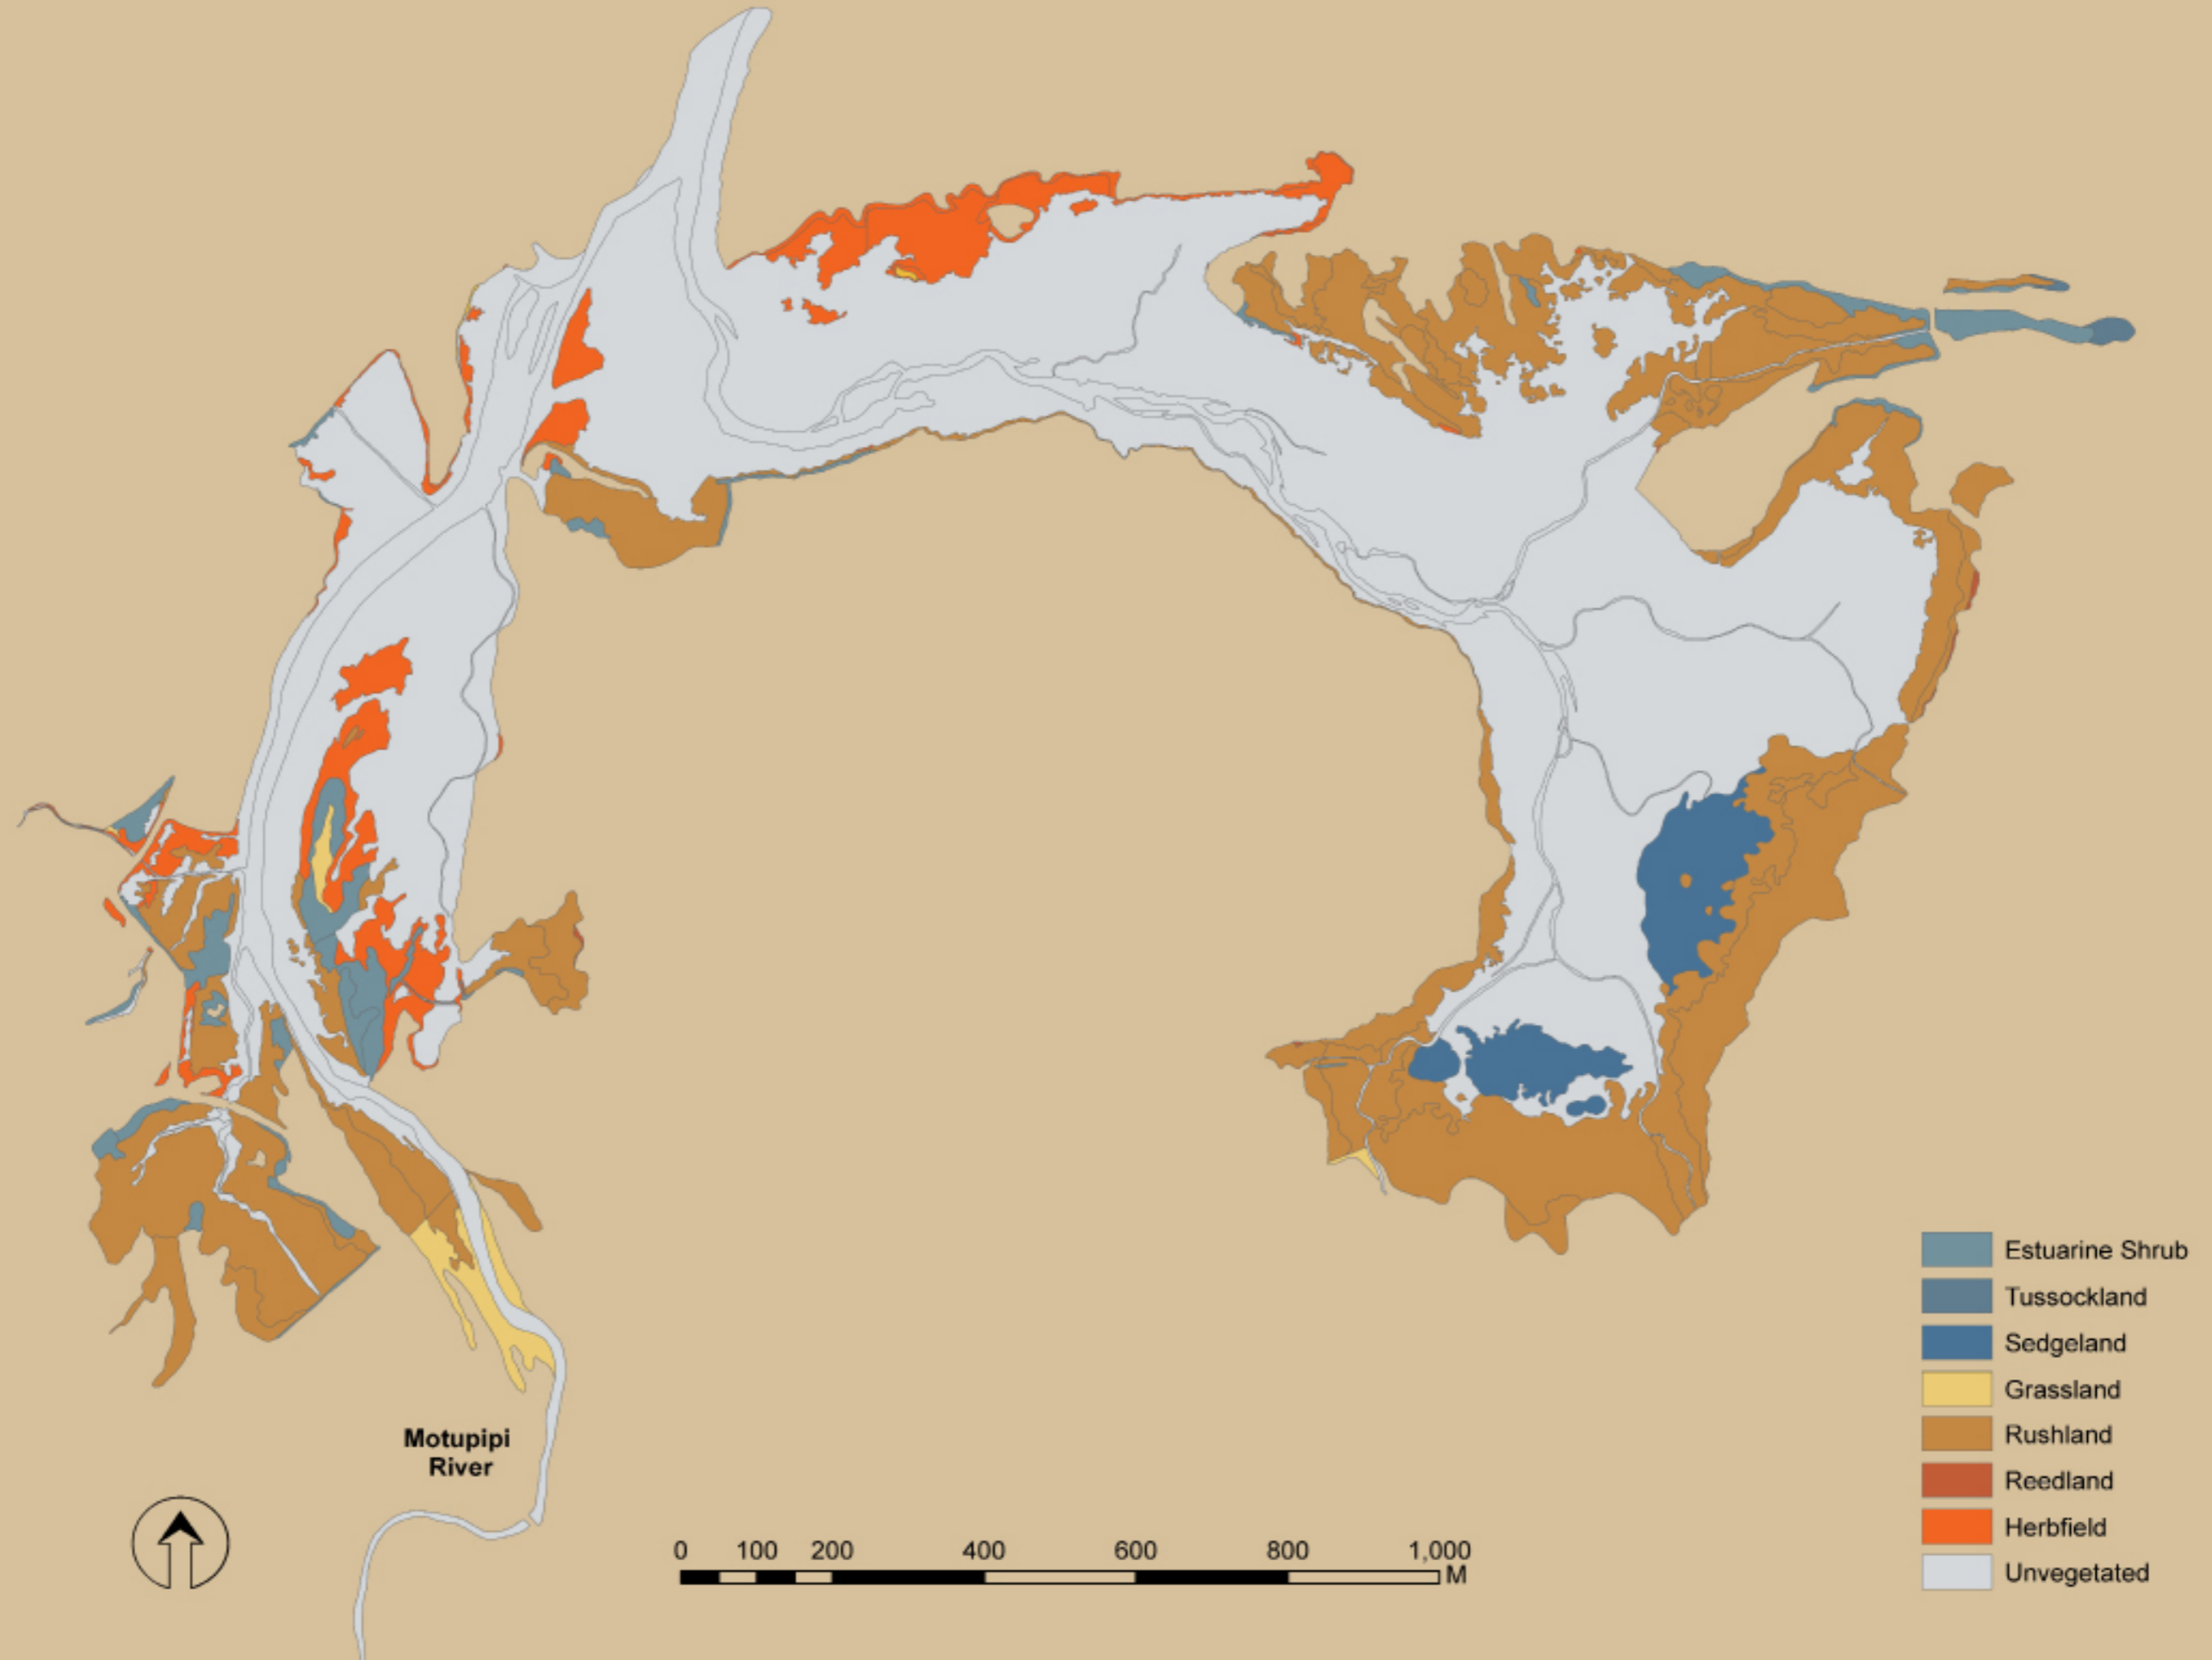 Motupipi
River
0 100 200 400 600 800 1,000
M
Estuarine Shrub
Tussockland
Sedgeland
Grassland
Rushland
Reedland
Herbfield
Unvegetated